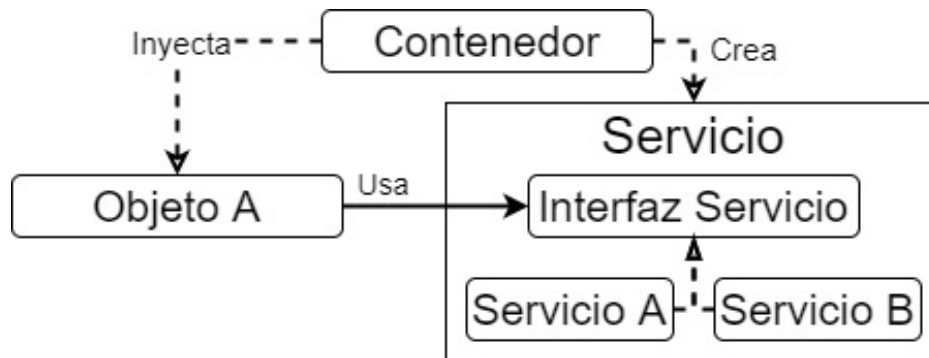 Contenedor
Inyecta
Crea
Servicio
Objeto A
Usa
Interfaz Servicio
Servicio A
Servicio B